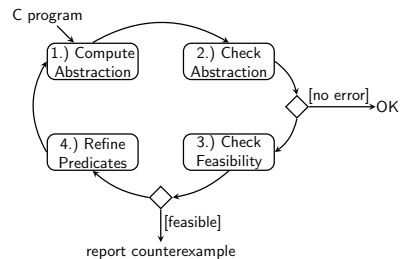 C program
1.) Compute
Abstraction
2.) Check
Abstraction
[no error]
OK
3.) Check
Feasibility
4.) Refine
Predicates
[feasible]
report counterexample